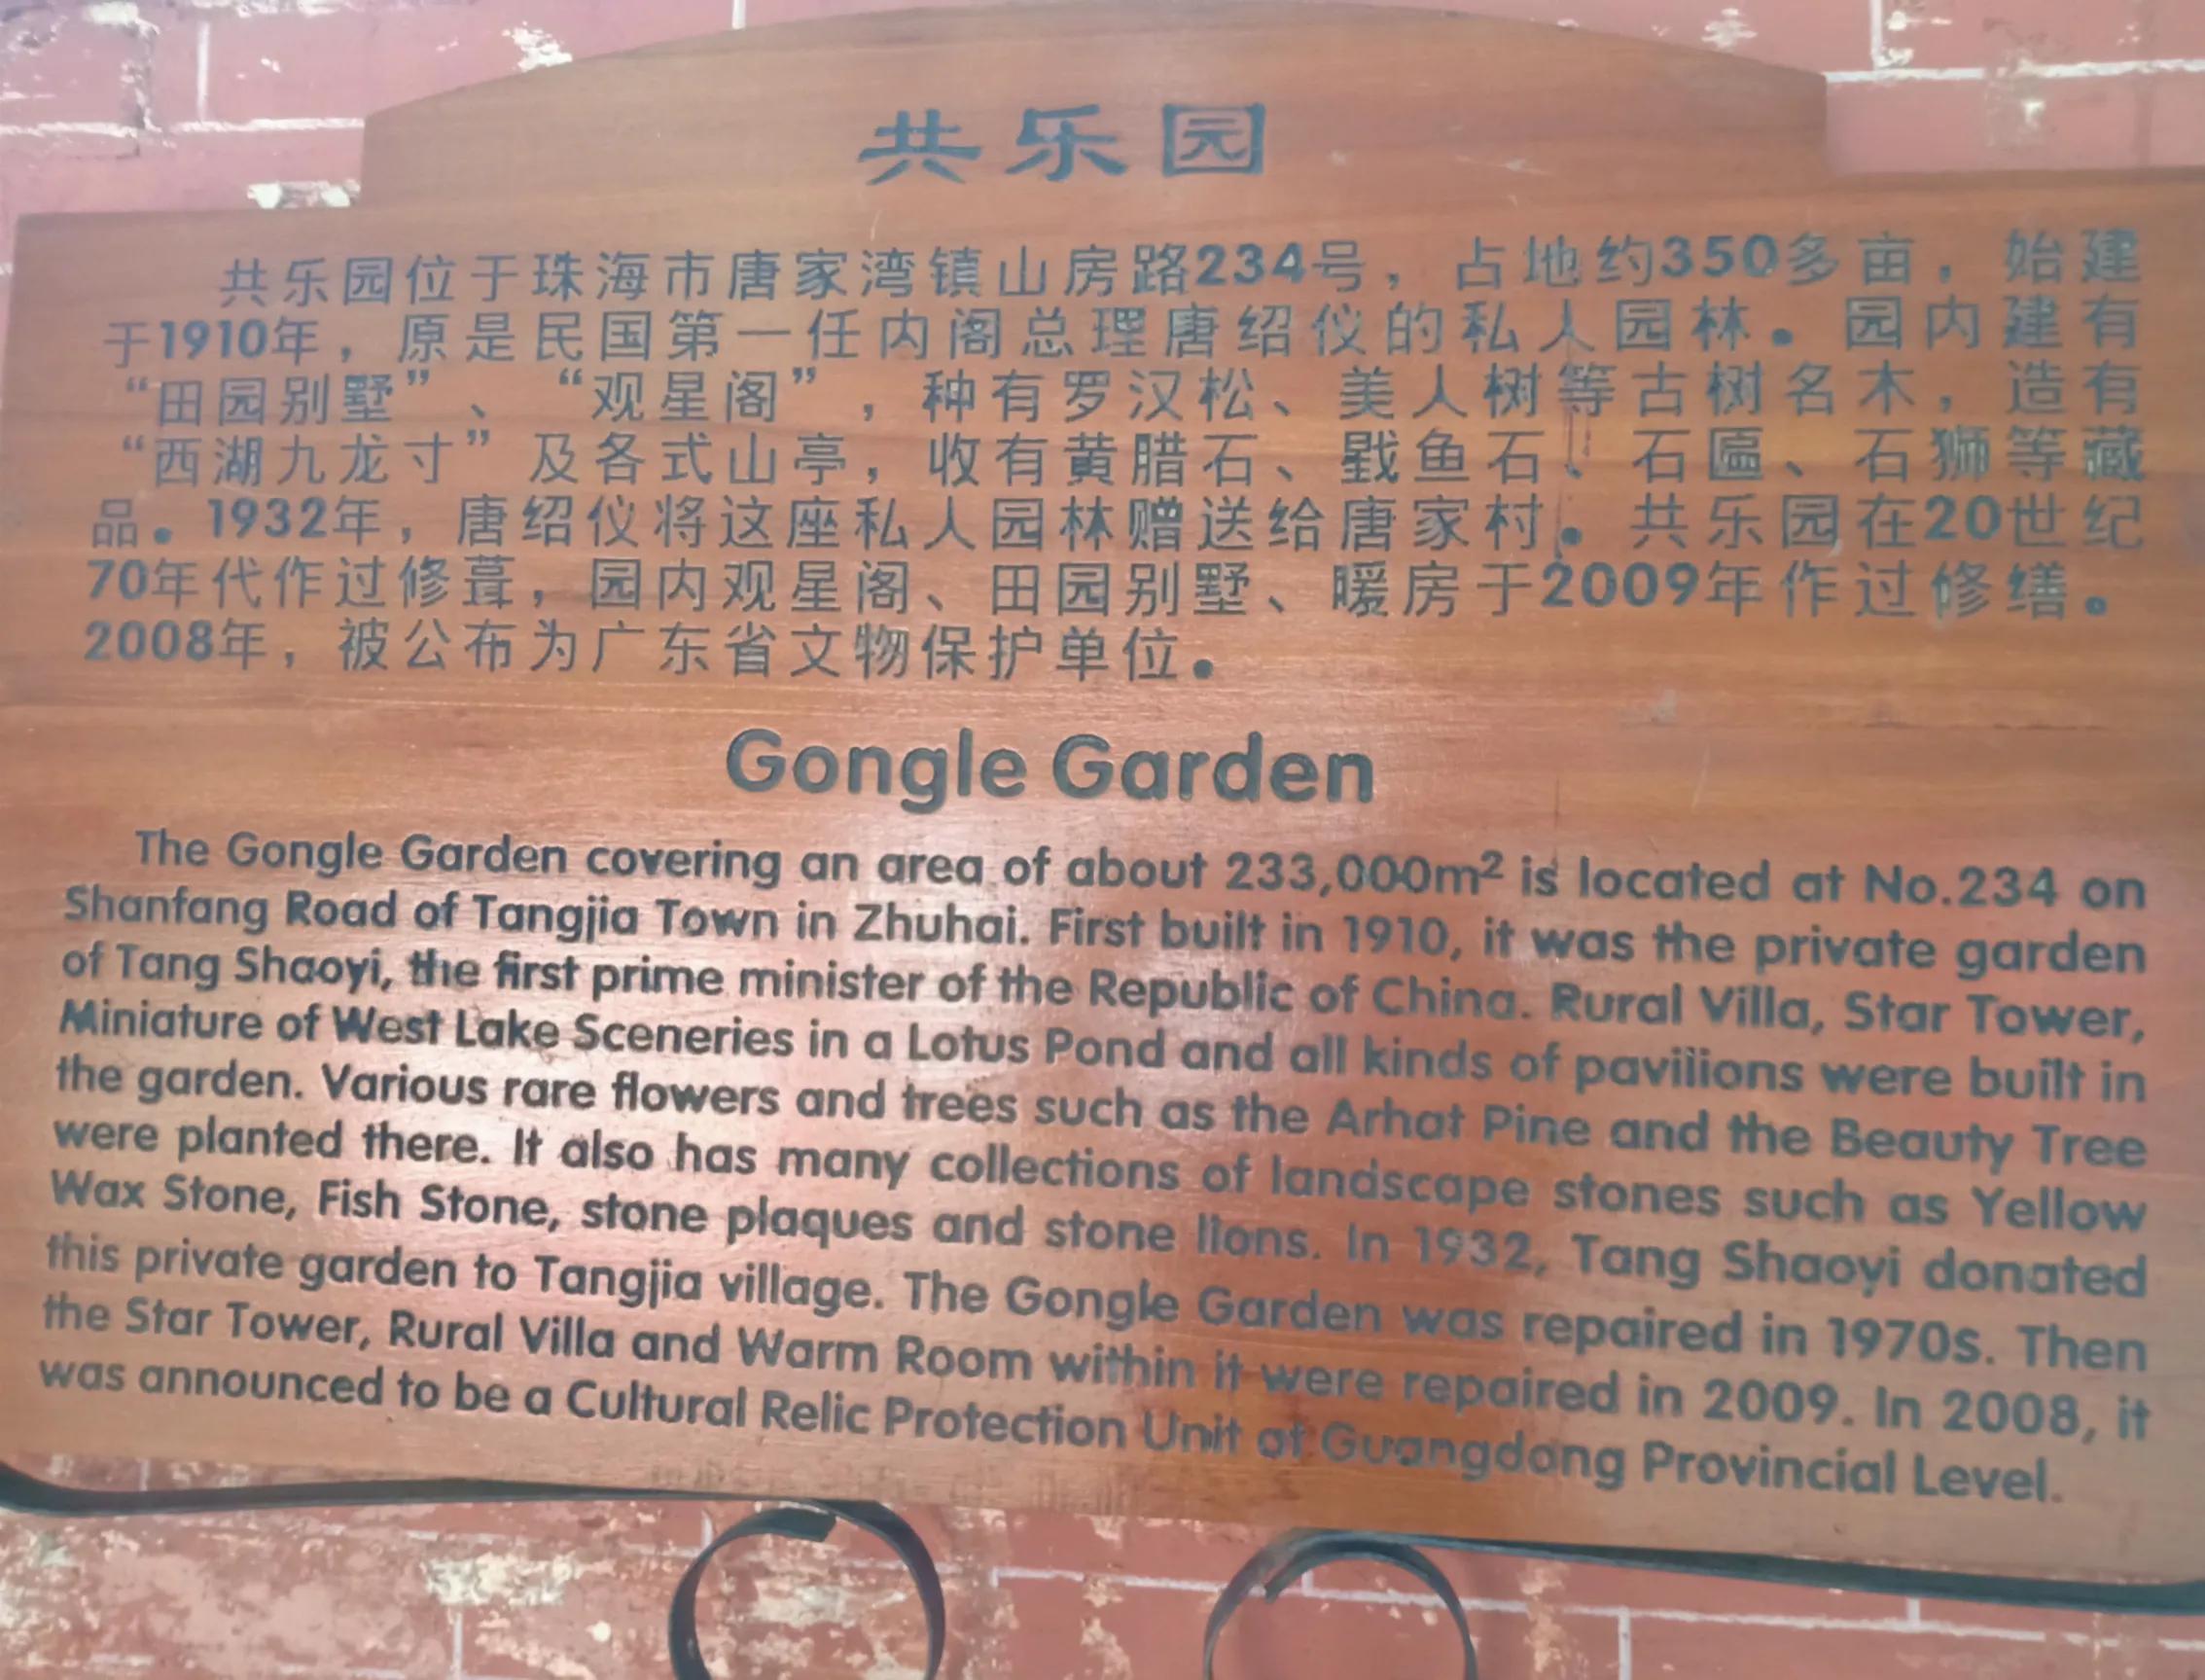 共乐园
共乐园位于珠海市唐家湾镇山房路234号，占地约350多亩，始建
于1910年，原是民国第一任内阁总理唐绍仪的私人园林。园内建有
“田园别墅”、“观星阁”，种有罗汉松、美人树等古树名木，造有
“西湖九龙寸”及各式山亭，收有黄腊石、戥鱼石、石匾、石狮等藏
品。1932年，唐绍仪将这座私人园林赠送给唐家村。共乐园在20世纪
70年代作过修葺，园内观星阁、田园别墅、暖房于2009年作过修缮。
2008年，被公布为广东省文物保护单位。
Gongle Garden
The Gongle Garden covering an area of about 233,000m² is located at No.234 on
Shanfang Road of Tangjia Town in Zhuhai. First built in 1910, it was the private garden
of Tang Shaoyi, the first prime minister of the Republic of China. Rural Villa, Star Tower,
Miniature of West Lake Sceneries in a Lotus Pond and all kinds of pavilions were built in
the garden. Various rare flowers and trees such as the Arhat Pine and the Beauty Tree
were planted there. It also has many collections of landscape stones such as Yellow
Wax Stone, Fish Stone, stone plaques and stone lions. In 1932, Tang Shaoyi donated
this private garden to Tangjia village. The Gongle Garden was repaired in 1970s. Then
the Star Tower, Rural Villa and Warm Room within it were repaired in 2009. In 2008, it
was announced to be a Cultural Relic Protection Unit at Guangdong Provincial Level.